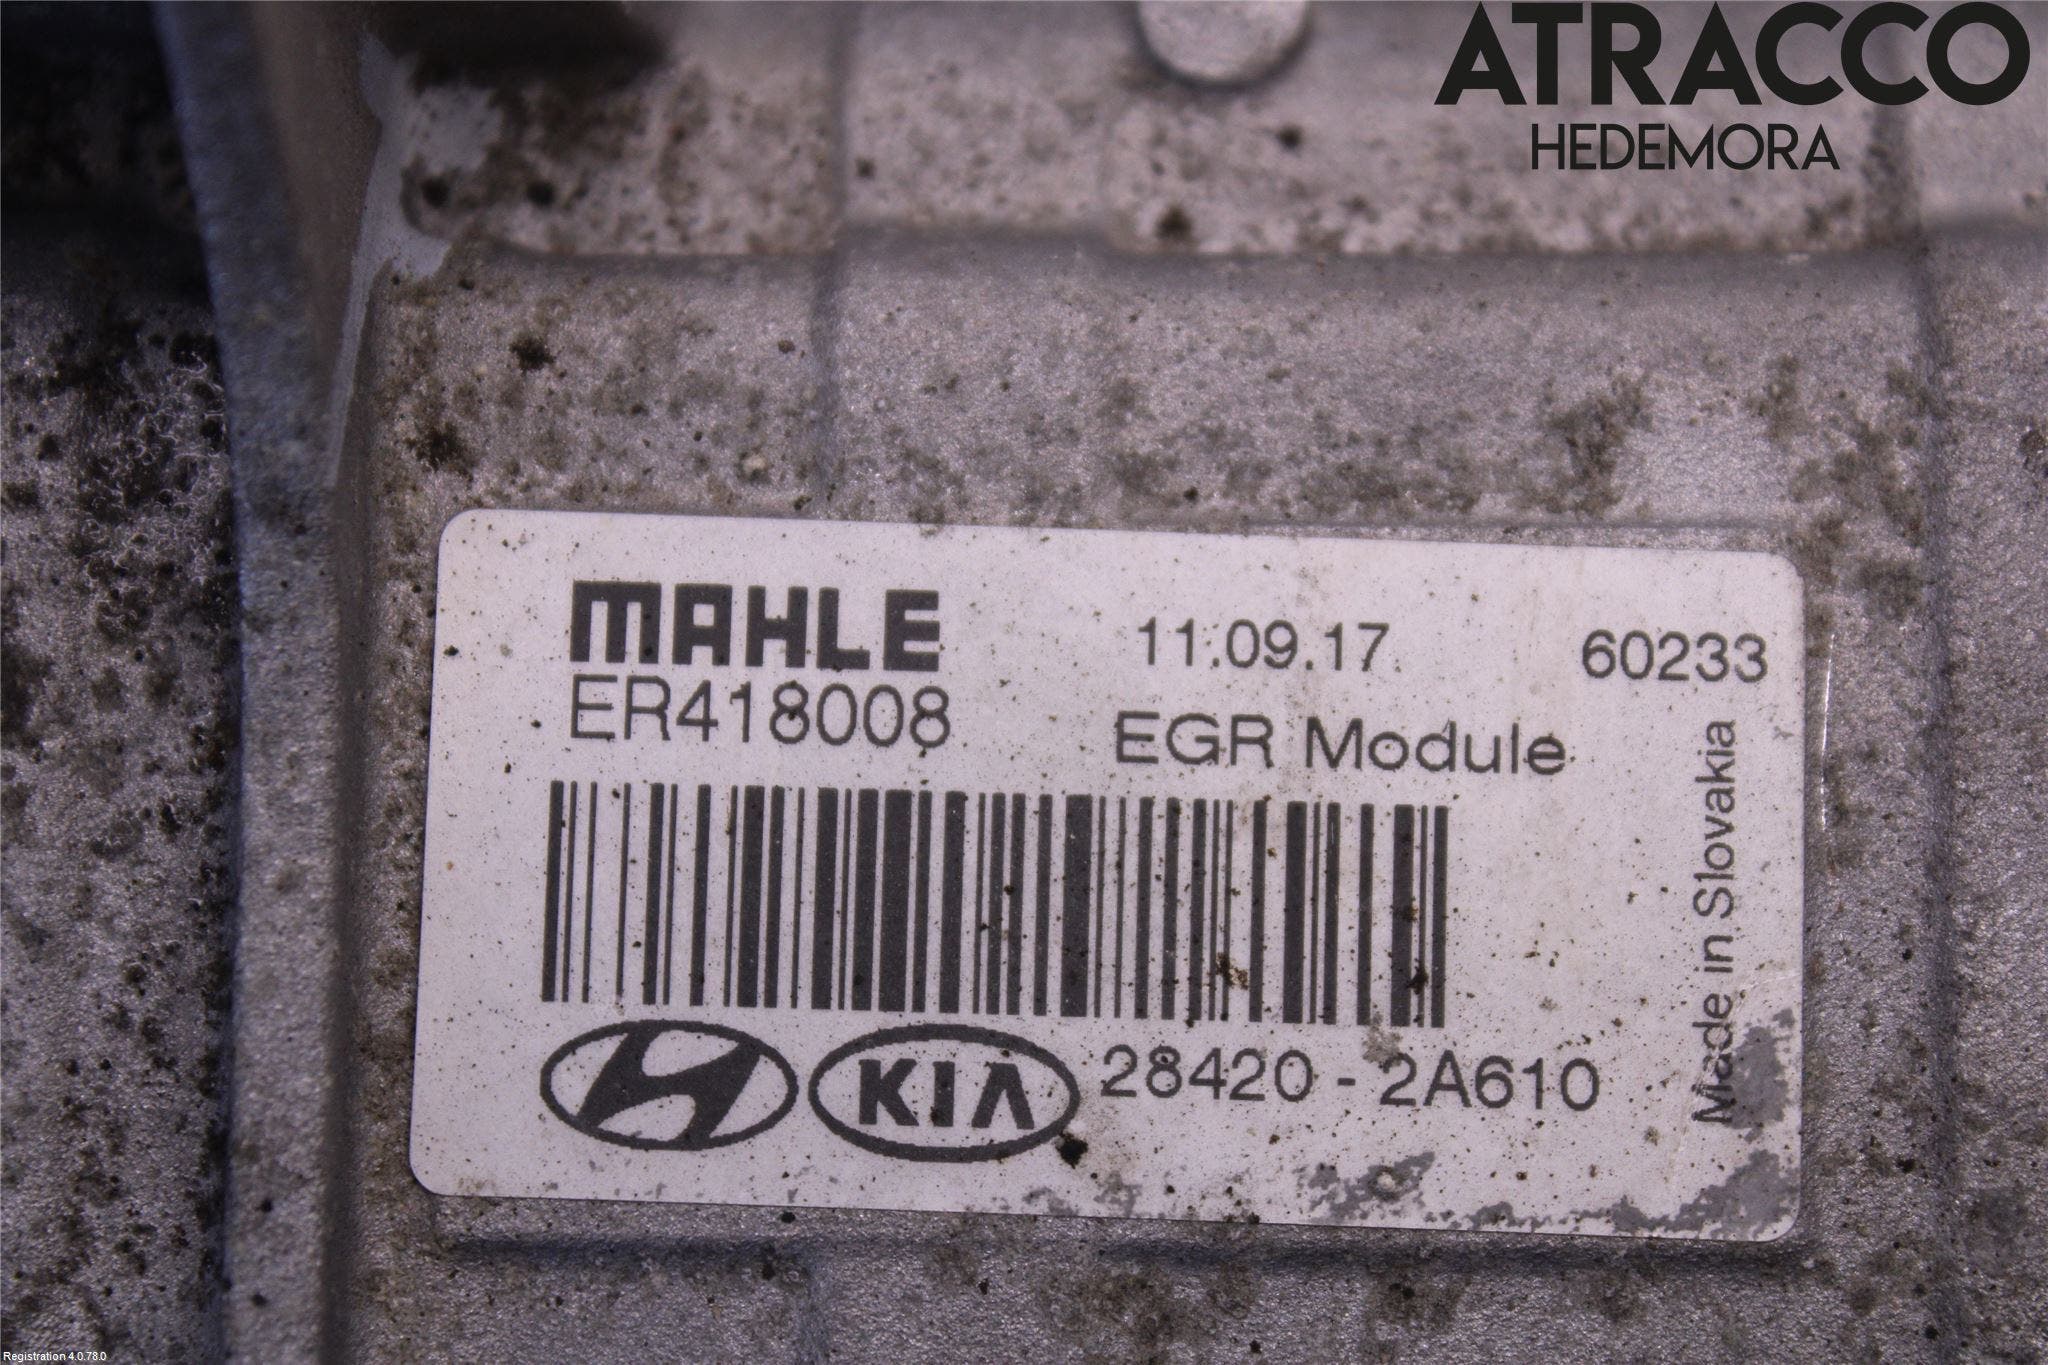 ATRACCO
HEDEMORA
MAHLE
ER418008
11.09.17
60233
EGR Module
Made in Slovakia
KIA
28420 - 2A610
Registration 4.0.78.0